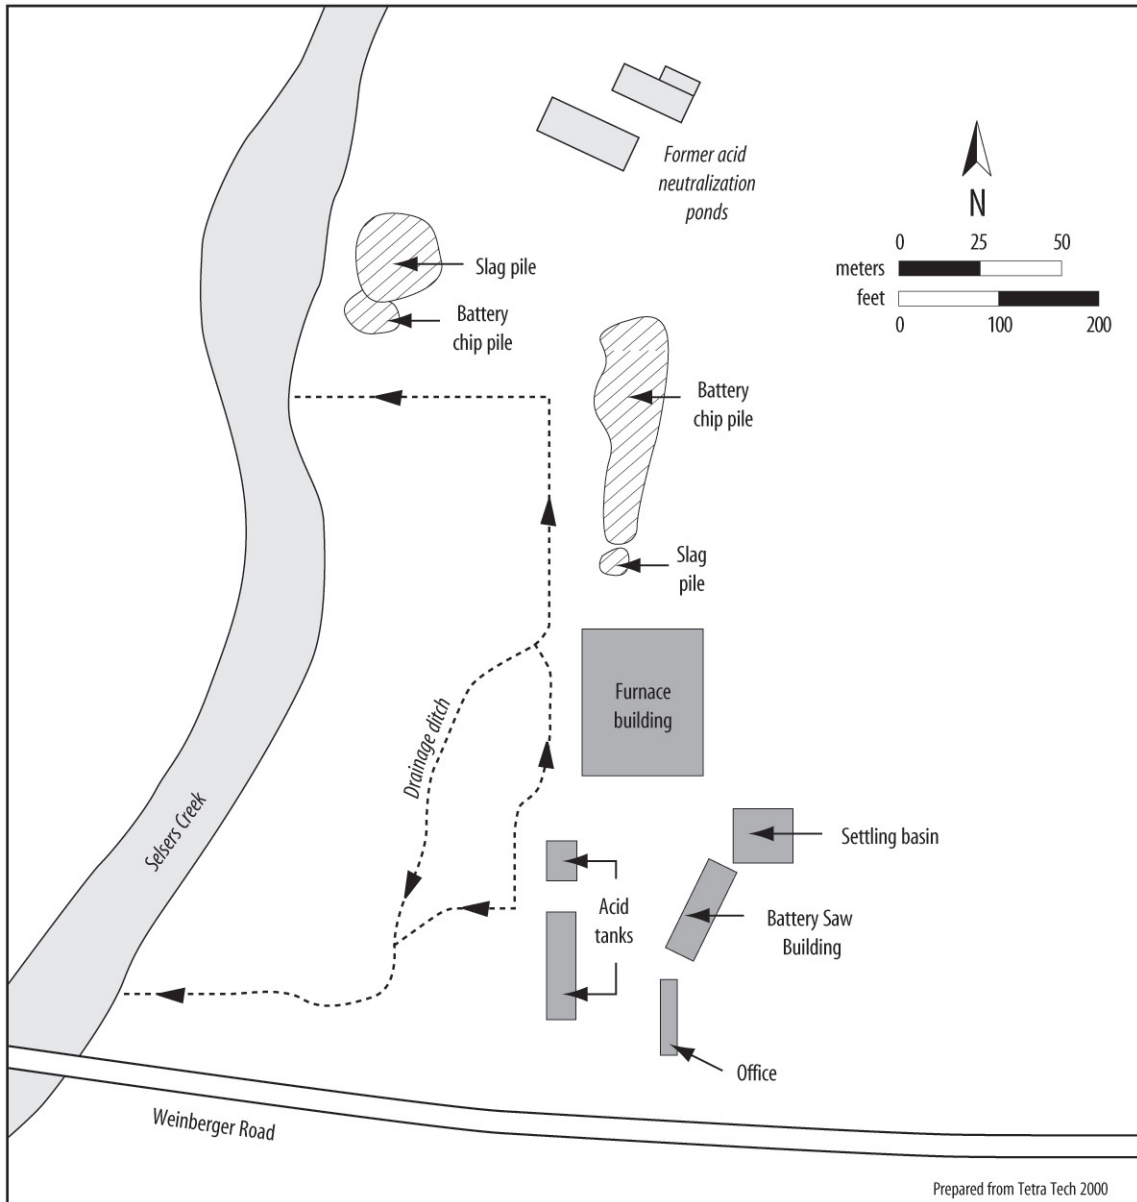 Former acid
neutralization
ponds
N
0 25 50
meters
feet
0 100 200
Slag pile
Battery
chip pile
Battery
chip pile
Slag
pile
Furnace
building
Drainage ditch
Selsers Creek
Settling basin
Acid
tanks
Battery Saw
Building
Office
Weinberger Road
Prepared from Tetra Tech 2000